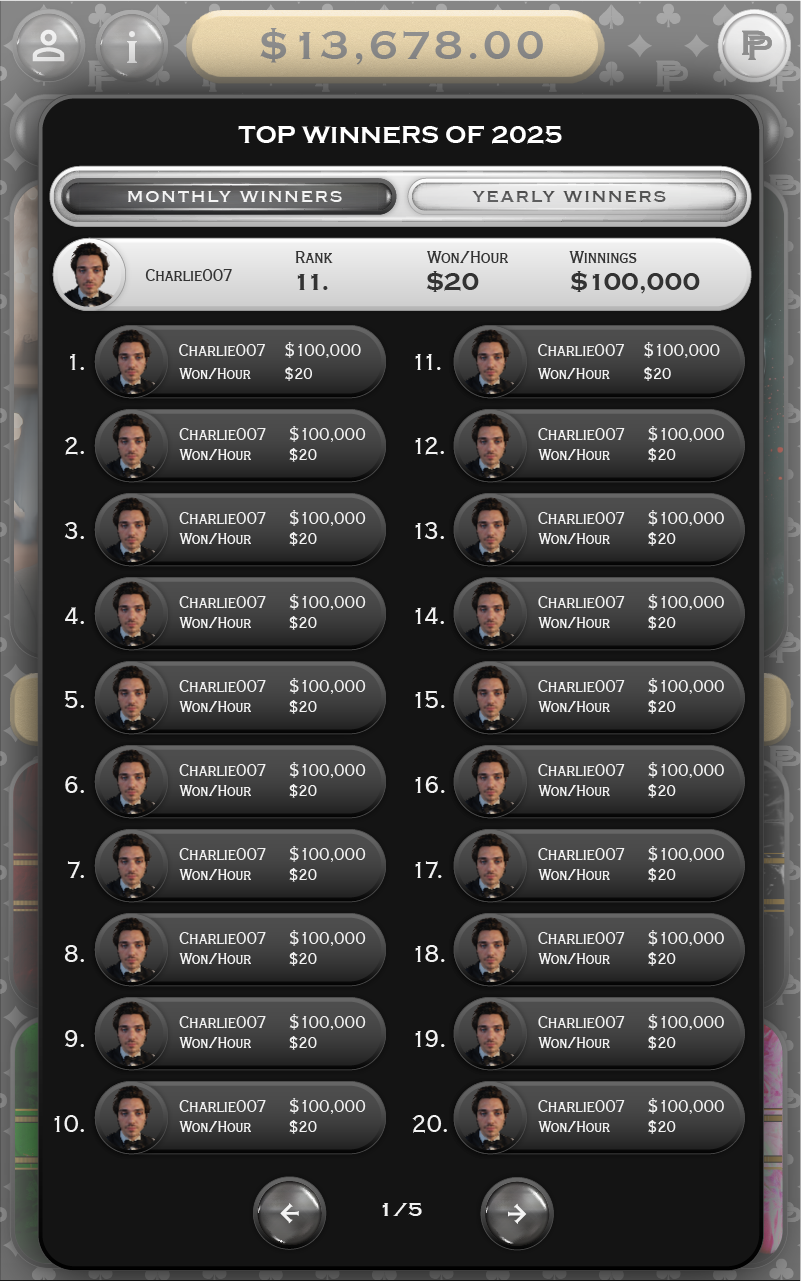 $13,678.00
PP
TOP WINNERS OF 2025
MONTHLY WINNERS
YEARLY WINNERS
Charlie007
Rank
11.
Won/Hour
$20
Winnings
$100,000
1.
Charlie007 $100,000
Won/Hour $20
2.
Charlie007 $100,000
Won/Hour $20
3.
Charlie007 $100,000
Won/Hour $20
4.
Charlie007 $100,000
Won/Hour $20
5.
Charlie007 $100,000
Won/Hour $20
6.
Charlie007 $100,000
Won/Hour $20
7.
Charlie007 $100,000
Won/Hour $20
8.
Charlie007 $100,000
Won/Hour $20
9.
Charlie007 $100,000
Won/Hour $20
10.
Charlie007 $100,000
Won/Hour $20
11.
Charlie007 $100,000
Won/Hour $20
12.
Charlie007 $100,000
Won/Hour $20
13.
Charlie007 $100,000
Won/Hour $20
14.
Charlie007 $100,000
Won/Hour $20
15.
Charlie007 $100,000
Won/Hour $20
16.
Charlie007 $100,000
Won/Hour $20
17.
Charlie007 $100,000
Won/Hour $20
18.
Charlie007 $100,000
Won/Hour $20
19.
Charlie007 $100,000
Won/Hour $20
20.
Charlie007 $100,000
Won/Hour $20
1/5